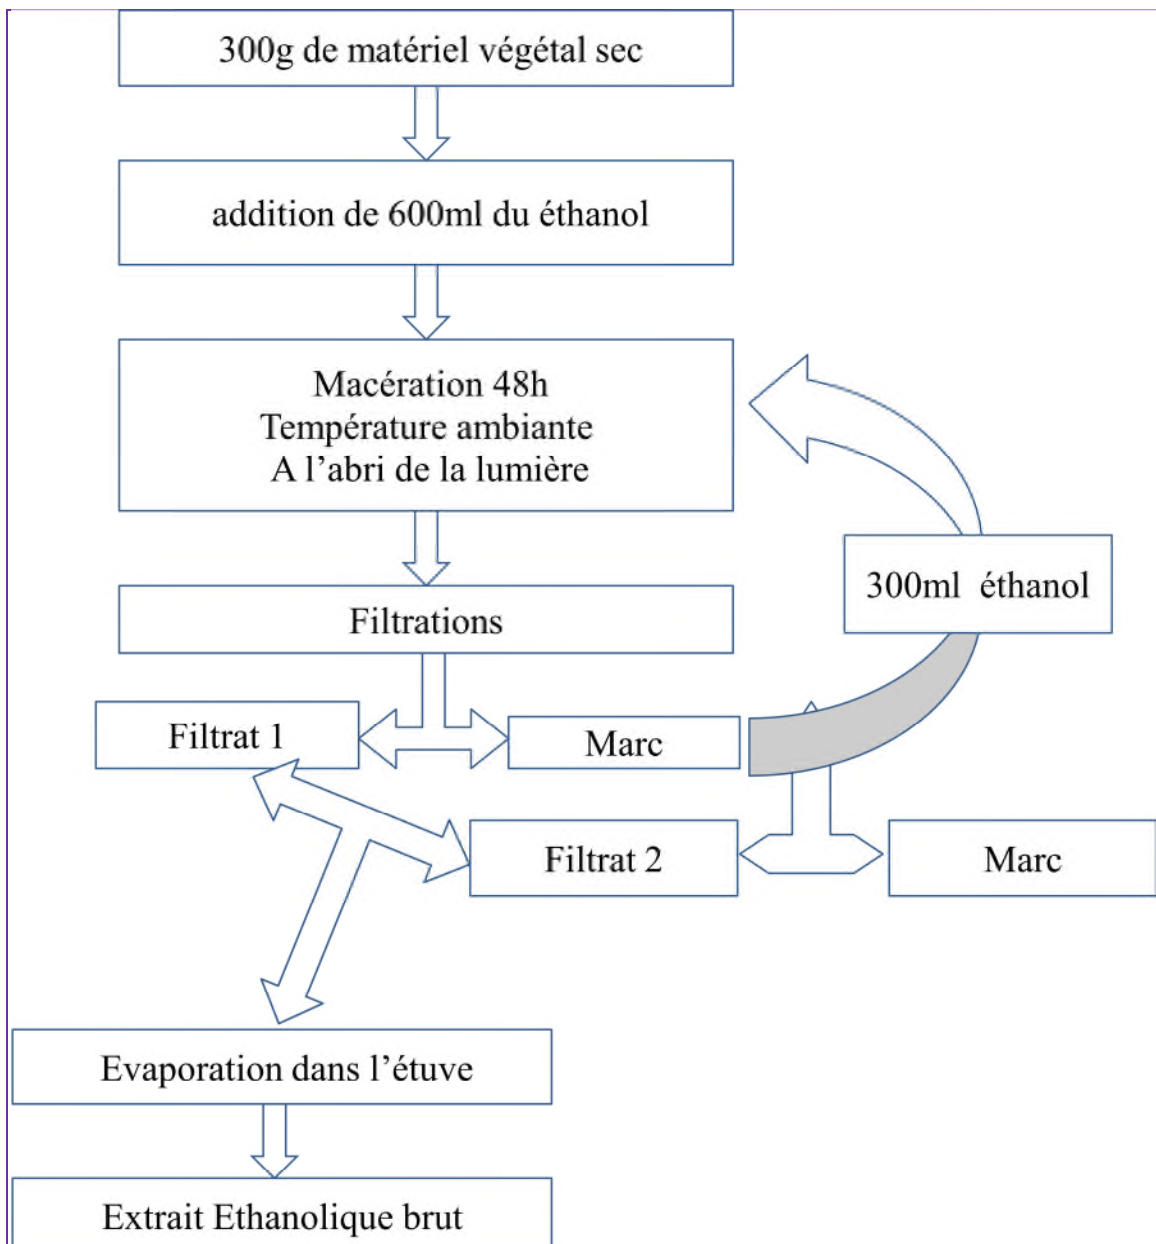 300g de matériel végétal sec
addition de 600ml du éthanol
Macération 48h
Température ambiante
A l’abri de la lumière
300ml éthanol
Filtrations
Filtrat 1
Marc
Filtrat 2
Marc
Evaporation dans l’étuve
Extrait Ethanolique brut